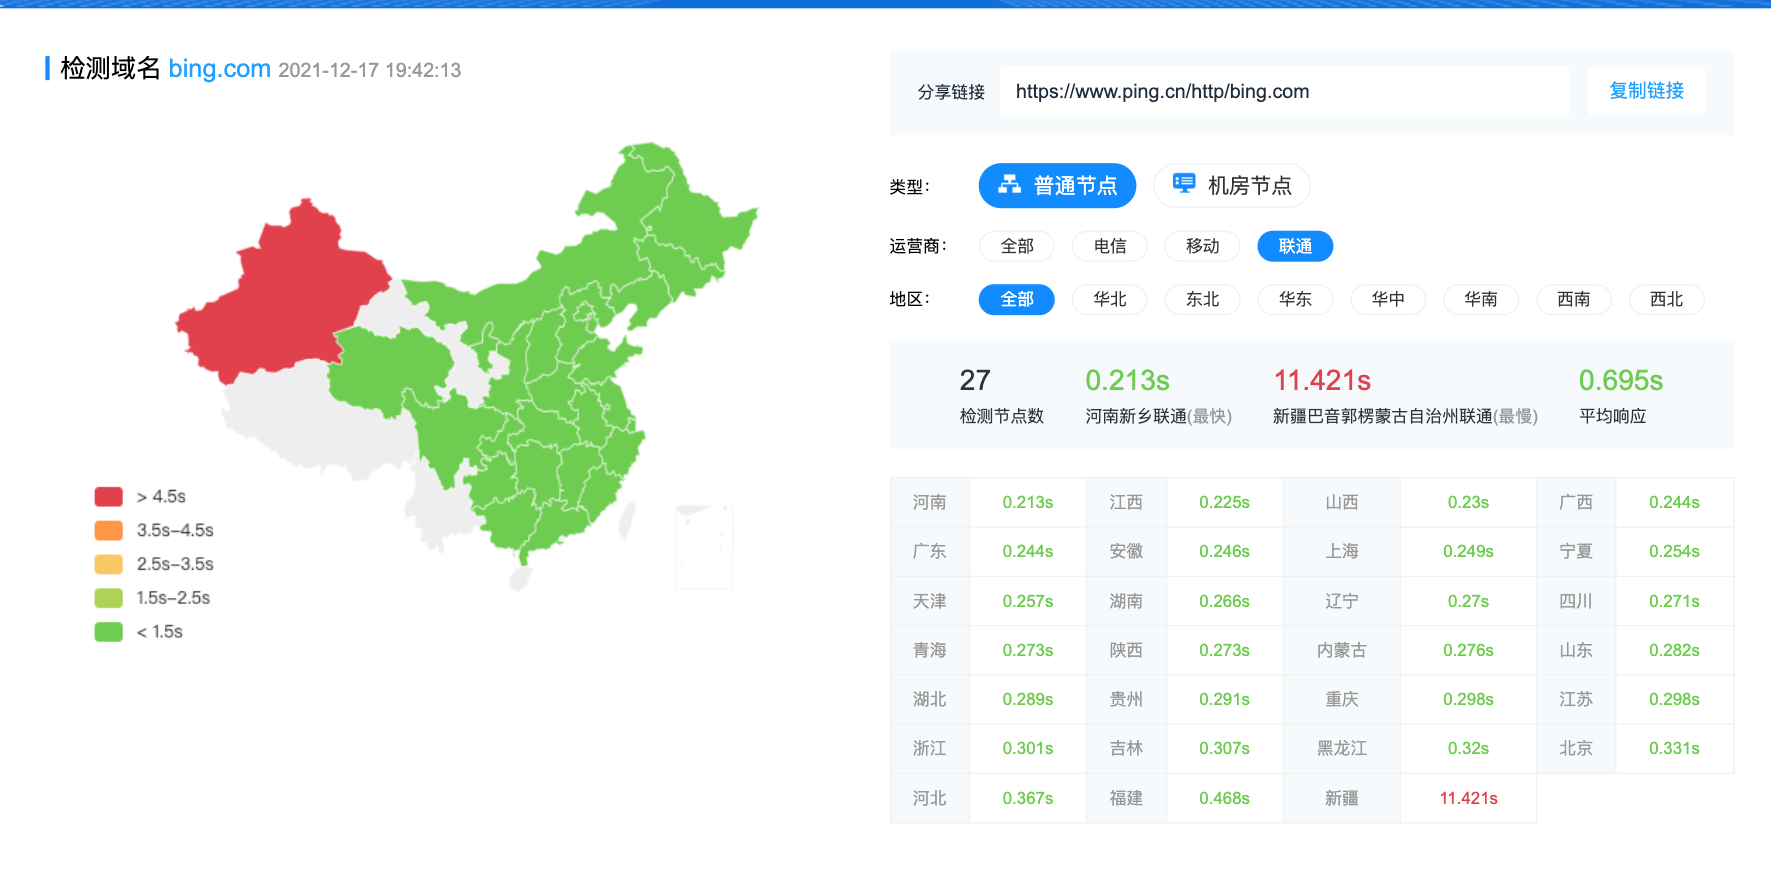 检测域名 bing.com 2021-12-17 19:42:13
> 4.5s
3.5s–4.5s
2.5s–3.5s
1.5s–2.5s
< 1.5s
分享链接 https://www.ping.cn/http/bing.com 复制链接
类型： 普通节点 机房节点
运营商： 全部 电信 移动 联通
地区： 全部 华北 东北 华东 华中 华南 西南 西北
27 0.213s 11.421s 0.695s
检测节点数 河南新乡联通(最快) 新疆巴音郭楞蒙古自治州联通(最慢) 平均响应
河南 0.213s 江西 0.225s 山西 0.23s 广西 0.244s
广东 0.244s 安徽 0.246s 上海 0.249s 宁夏 0.254s
天津 0.257s 湖南 0.266s 辽宁 0.27s 四川 0.271s
青海 0.273s 陕西 0.273s 内蒙古 0.276s 山东 0.282s
湖北 0.289s 贵州 0.291s 重庆 0.298s 江苏 0.298s
浙江 0.301s 吉林 0.307s 黑龙江 0.32s 北京 0.331s
河北 0.367s 福建 0.468s 新疆 11.421s